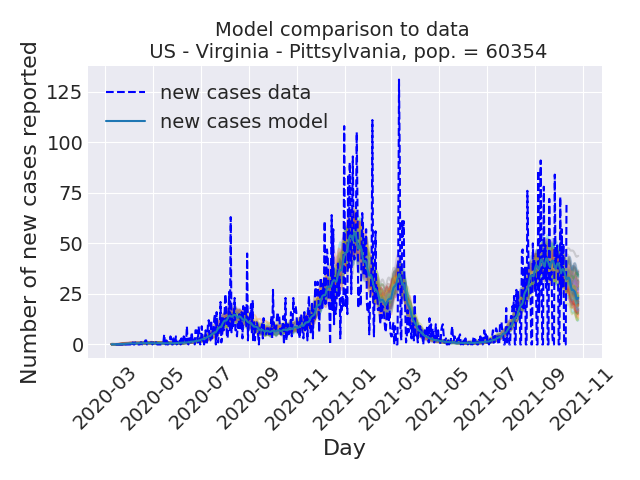 Model comparison to data
US - Virginia - Pittsylvania, pop. = 60354
new cases data
new cases model
Number of new cases reported
125
100
75
50
25
0
2020-03
2020-05
2020-07
2020-09
2020-11
2021-01
2021-03
2021-05
2021-07
2021-09
2021-11
Day